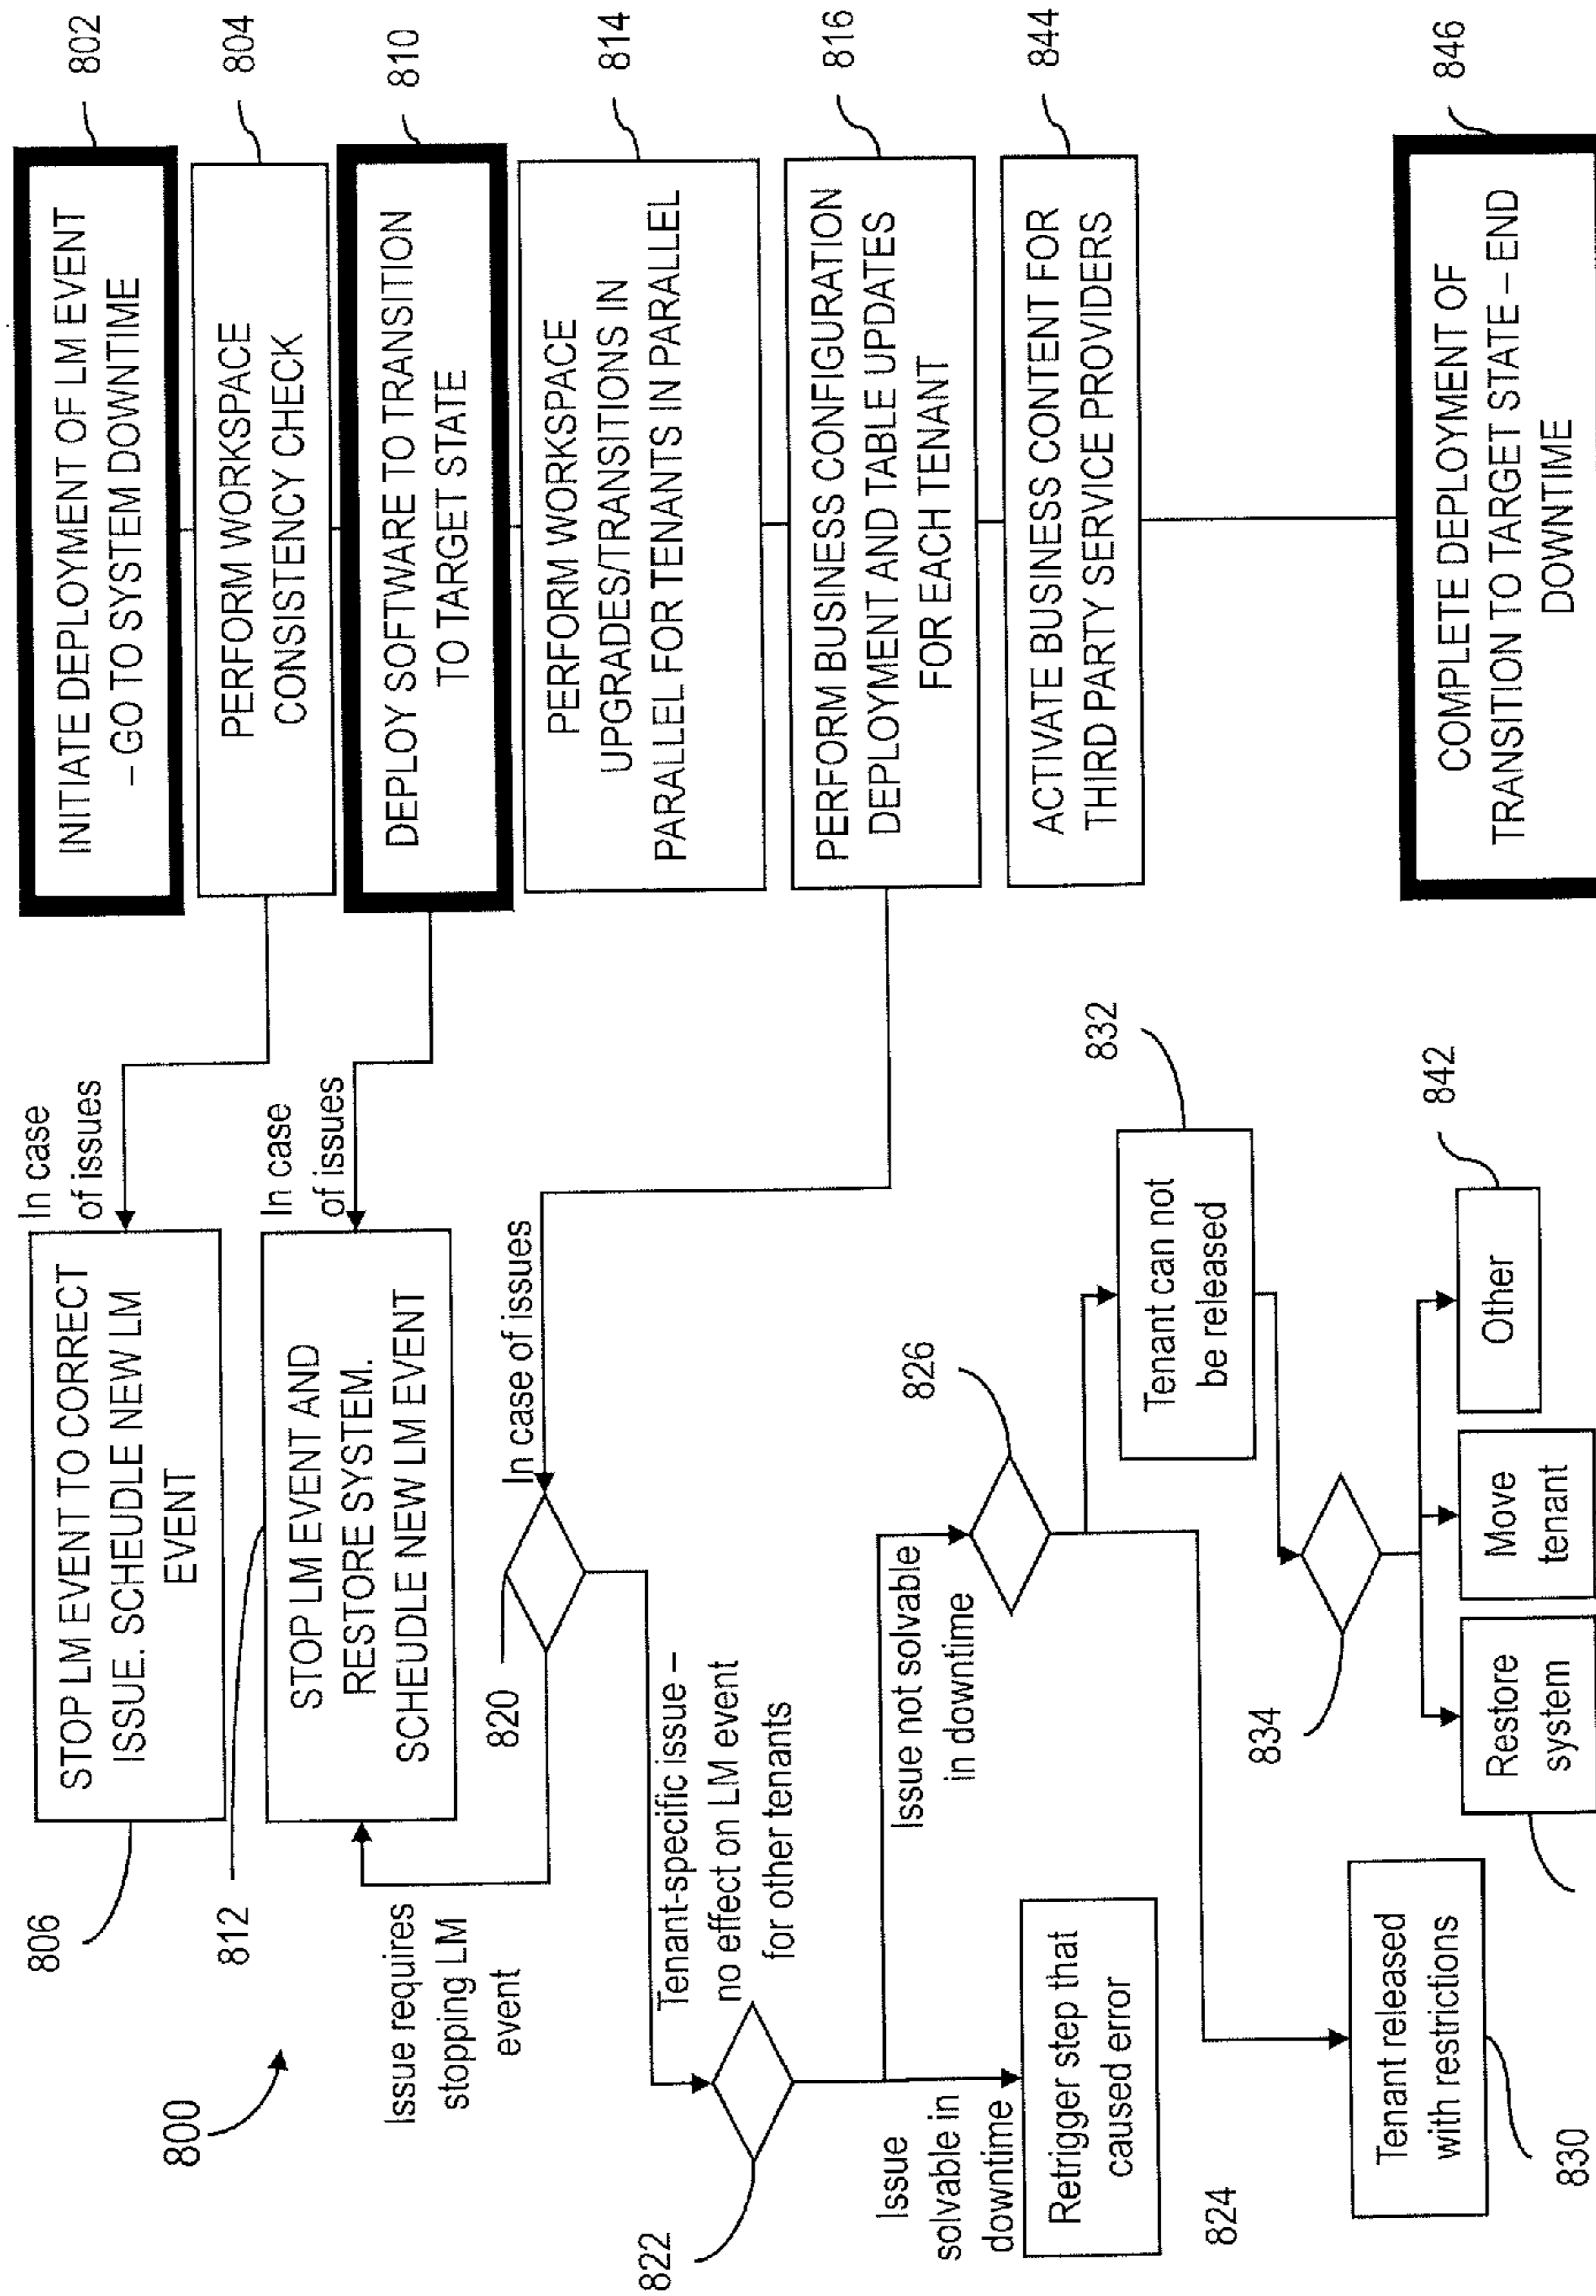 800
INITIATE DEPLOYMENT OF LM EVENT
– GO TO SYSTEM DOWNTIME
802
PERFORM WORKSPACE
CONSISTENCY CHECK
804
In case
of issues
STOP LM EVENT TO CORRECT
ISSUE. SCHEUDLE NEW LM
EVENT
806
DEPLOY SOFTWARE TO TRANSITION
TO TARGET STATE
810
In case
of issues
STOP LM EVENT AND
RESTORE SYSTEM.
SCHEUDLE NEW LM EVENT
812
PERFORM WORKSPACE
UPGRADES/TRANSITIONS IN
PARALLEL FOR TENANTS IN PARALLEL
814
PERFORM BUSINESS CONFIGURATION
DEPLOYMENT AND TABLE UPDATES
FOR EACH TENANT
816
In case of issues
820
Issue requires
stopping LM
event
Tenant-specific issue –
no effect on LM event
for other tenants
822
Issue
solvable in
downtime
Retrigger step that
caused error
824
Issue not solvable
in downtime
826
Tenant released
with restrictions
830
Tenant can not
be released
832
834
Restore
system
Move
tenant
Other
842
ACTIVATE BUSINESS CONTENT FOR
THIRD PARTY SERVICE PROVIDERS
844
COMPLETE DEPLOYMENT OF
TRANSITION TO TARGET STATE – END
DOWNTIME
846